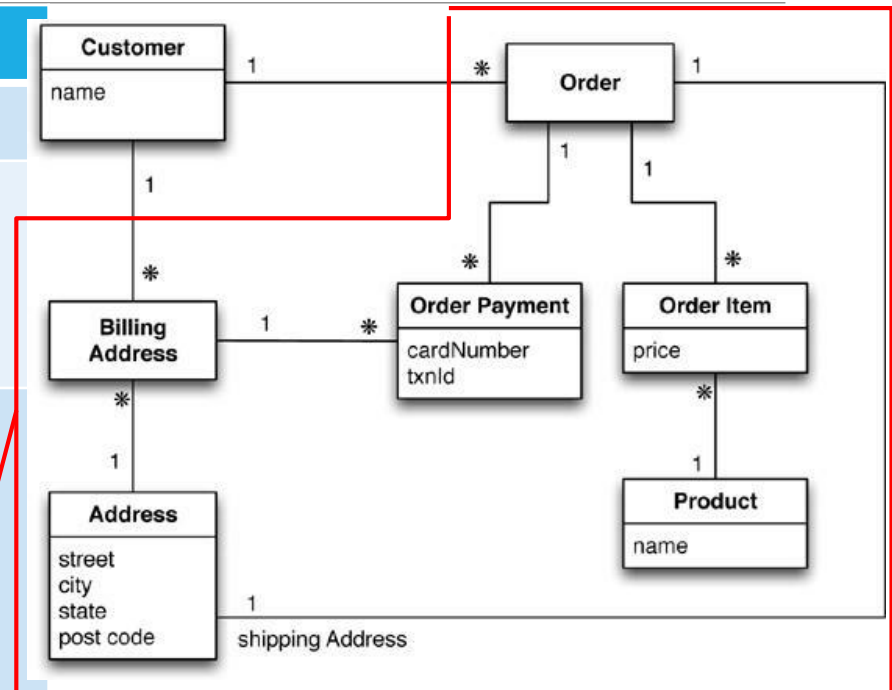 Customer
name
1
*
Order
1
1
1
1
*
*
*
Billing
Address
1
*
Order Payment
cardNumber
txnId
Order Item
price
*
1
*
1
Address
street
city
state
post code
Product
name
1
shipping Address